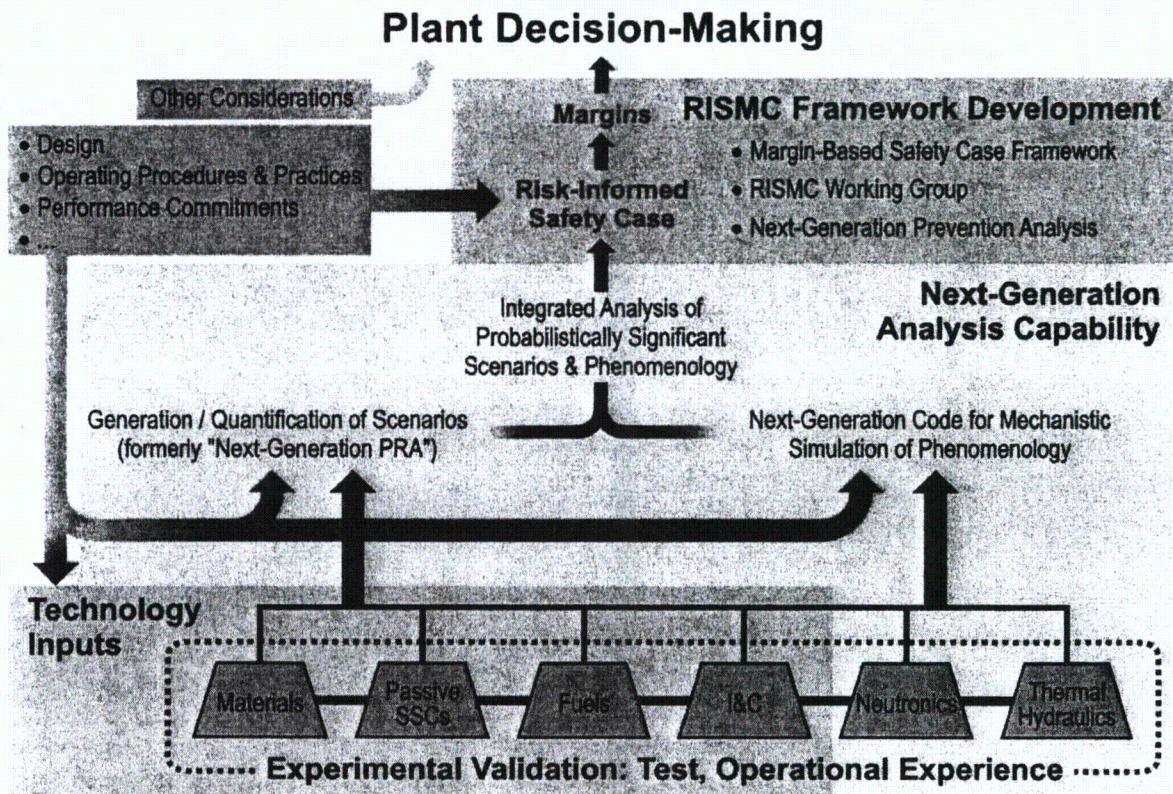 Plant Decision-Making
Other Considerations
• Design
• Operating Procedures & Practices
• Performance Commitments
• ...
Margins
Risk-Informed
Safety Case
RISMC Framework Development
• Margin-Based Safety Case Framework
• RISMC Working Group
• Next-Generation Prevention Analysis
Integrated Analysis of
Probabilistically Significant
Scenarios & Phenomenology
Next-Generation
Analysis Capability
Generation / Quantification of Scenarios
(formerly "Next-Generation PRA")
Next-Generation Code for Mechanistic
Simulation of Phenomenology
Technology
Inputs
Materials
Passive
SSCs
Fuels
I&C
Neutronics
Thermal
Hydraulics
Experimental Validation: Test, Operational Experience